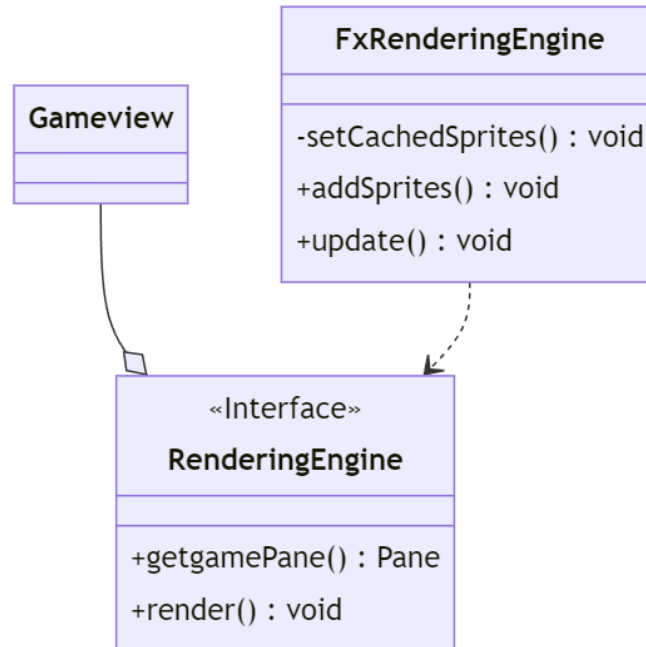 Gameview
FxRenderingEngine
-setCachedSprites() : void
+addSprites() : void
+update() : void
«Interface»
RenderingEngine
+getgamePane() : Pane
+render() : void